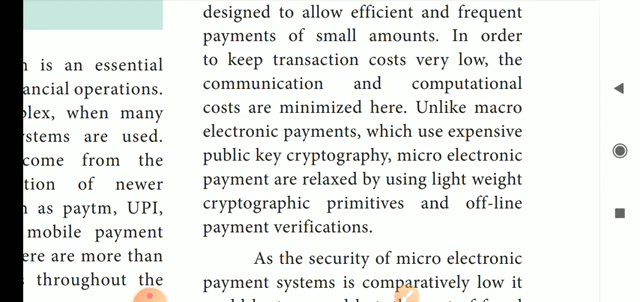 n is an essential
ancial operations.
plex, when many
ystems are used.
come from the
tion of newer
n as paytm, UPI,
mobile payment
ere are more than
s throughout the
designed to allow efficient and frequent
payments of small amounts. In order
to keep transaction costs very low, the
communication and computational
costs are minimized here. Unlike macro
electronic payments, which use expensive
public key cryptography, micro electronic
payment are relaxed by using light weight
cryptographic primitives and off-line
payment verifications.
As the security of micro electronic
payment systems is comparatively low it